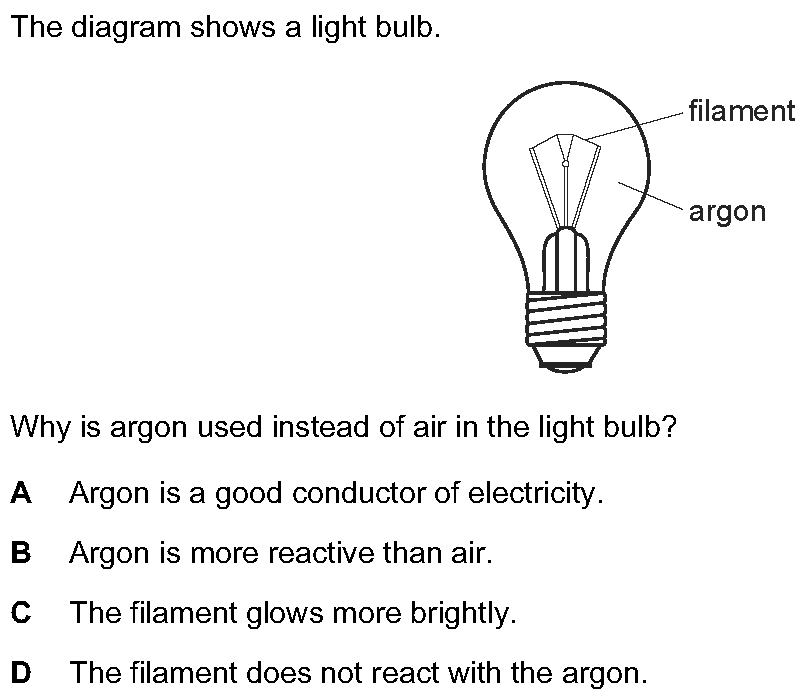 The diagram shows a light bulb.
filament
argon
Why is argon used instead of air in the light bulb?
A Argon is a good conductor of electricity.
B Argon is more reactive than air.
C The filament glows more brightly.
D The filament does not react with the argon.